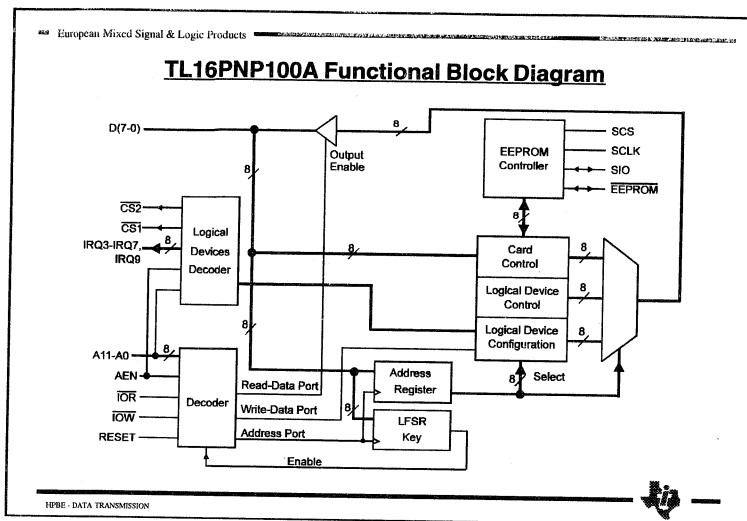 European Mixed Signal & Logic Products
TL16PNP100A Functional Block Diagram
D(7-0)
8
Output
Enable
EEPROM
Controller
SCS
SCLK
SIO
EEPROM
8
8
CS2
CS1
IRQ3-IRQ7,
IRQ9
8
Logical
Devices
Decoder
8
Card
Control
8
Logical Device
Control
8
Logical Device
Configuration
8
8
A11-A0
8
AEN
IOR
IOW
RESET
Decoder
Read-Data Port
Write-Data Port
Address Port
Enable
Address
Register
8
Select
8
LFSR
Key
HPBE - DATA TRANSMISSION